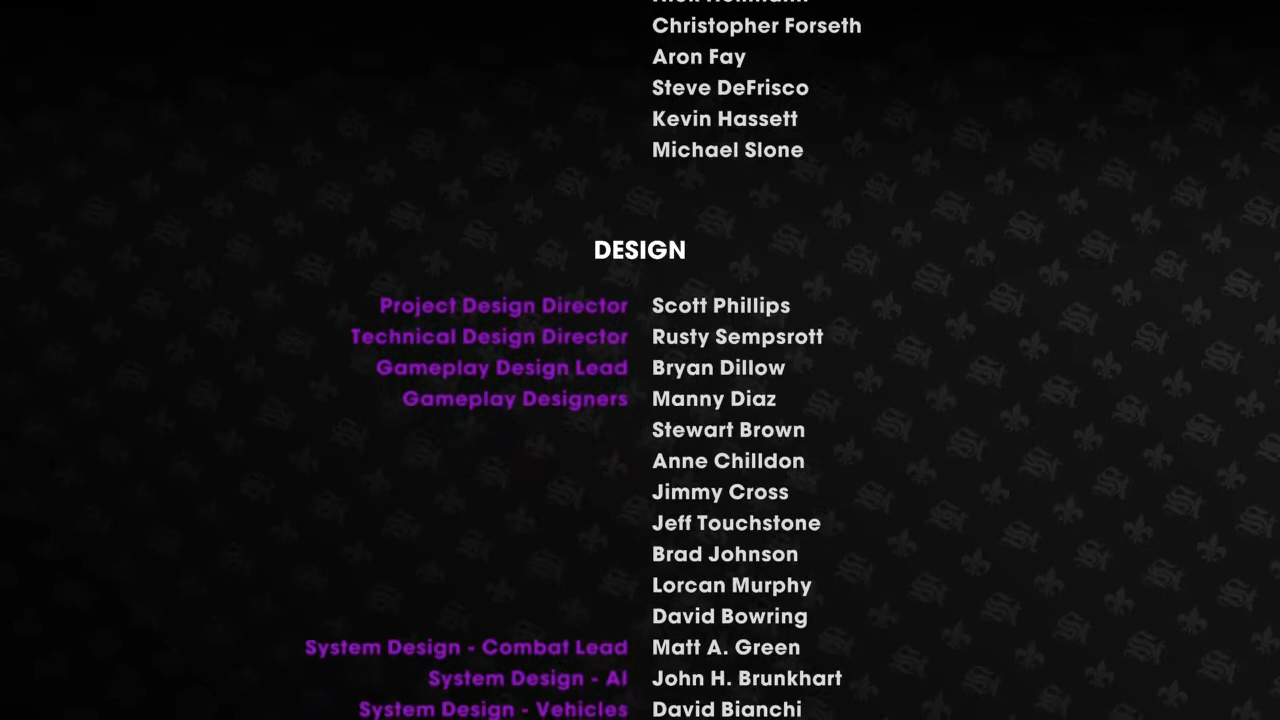 Christopher Forseth
Aron Fay
Steve DeFrisco
Kevin Hassett
Michael Slone
DESIGN
Project Design Director Scott Phillips
Technical Design Director Rusty Sempsrott
Gameplay Design Lead Bryan Dillow
Gameplay Designers Manny Diaz
Stewart Brown
Anne Chilldon
Jimmy Cross
Jeff Touchstone
Brad Johnson
Lorcan Murphy
David Bowring
System Design - Combat Lead Matt A. Green
System Design - AI John H. Brunkhart
System Design - Vehicles David Bianchi